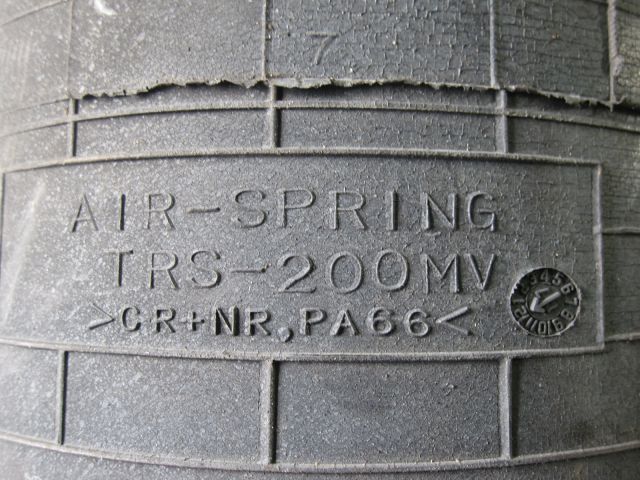 7
AIR-SPRING
TRS-200MV
>CR+NR,PA66<